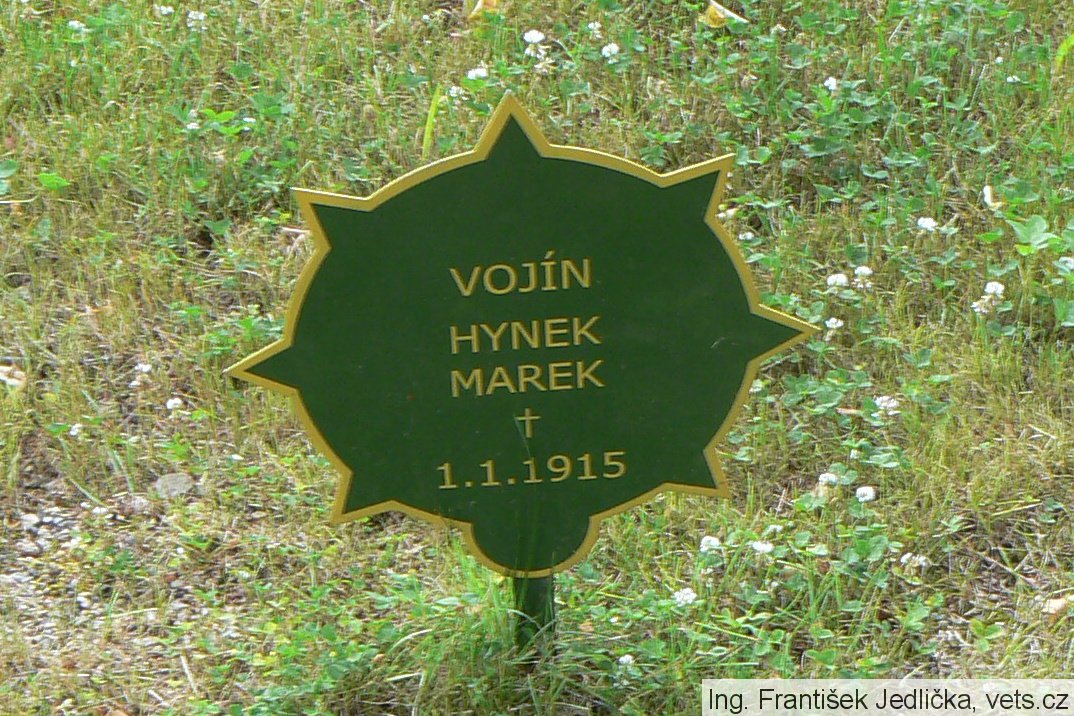 VOJÍN
HYNEK
MAREK
†
1.1.1915
Ing. František Jedlička, vets.cz